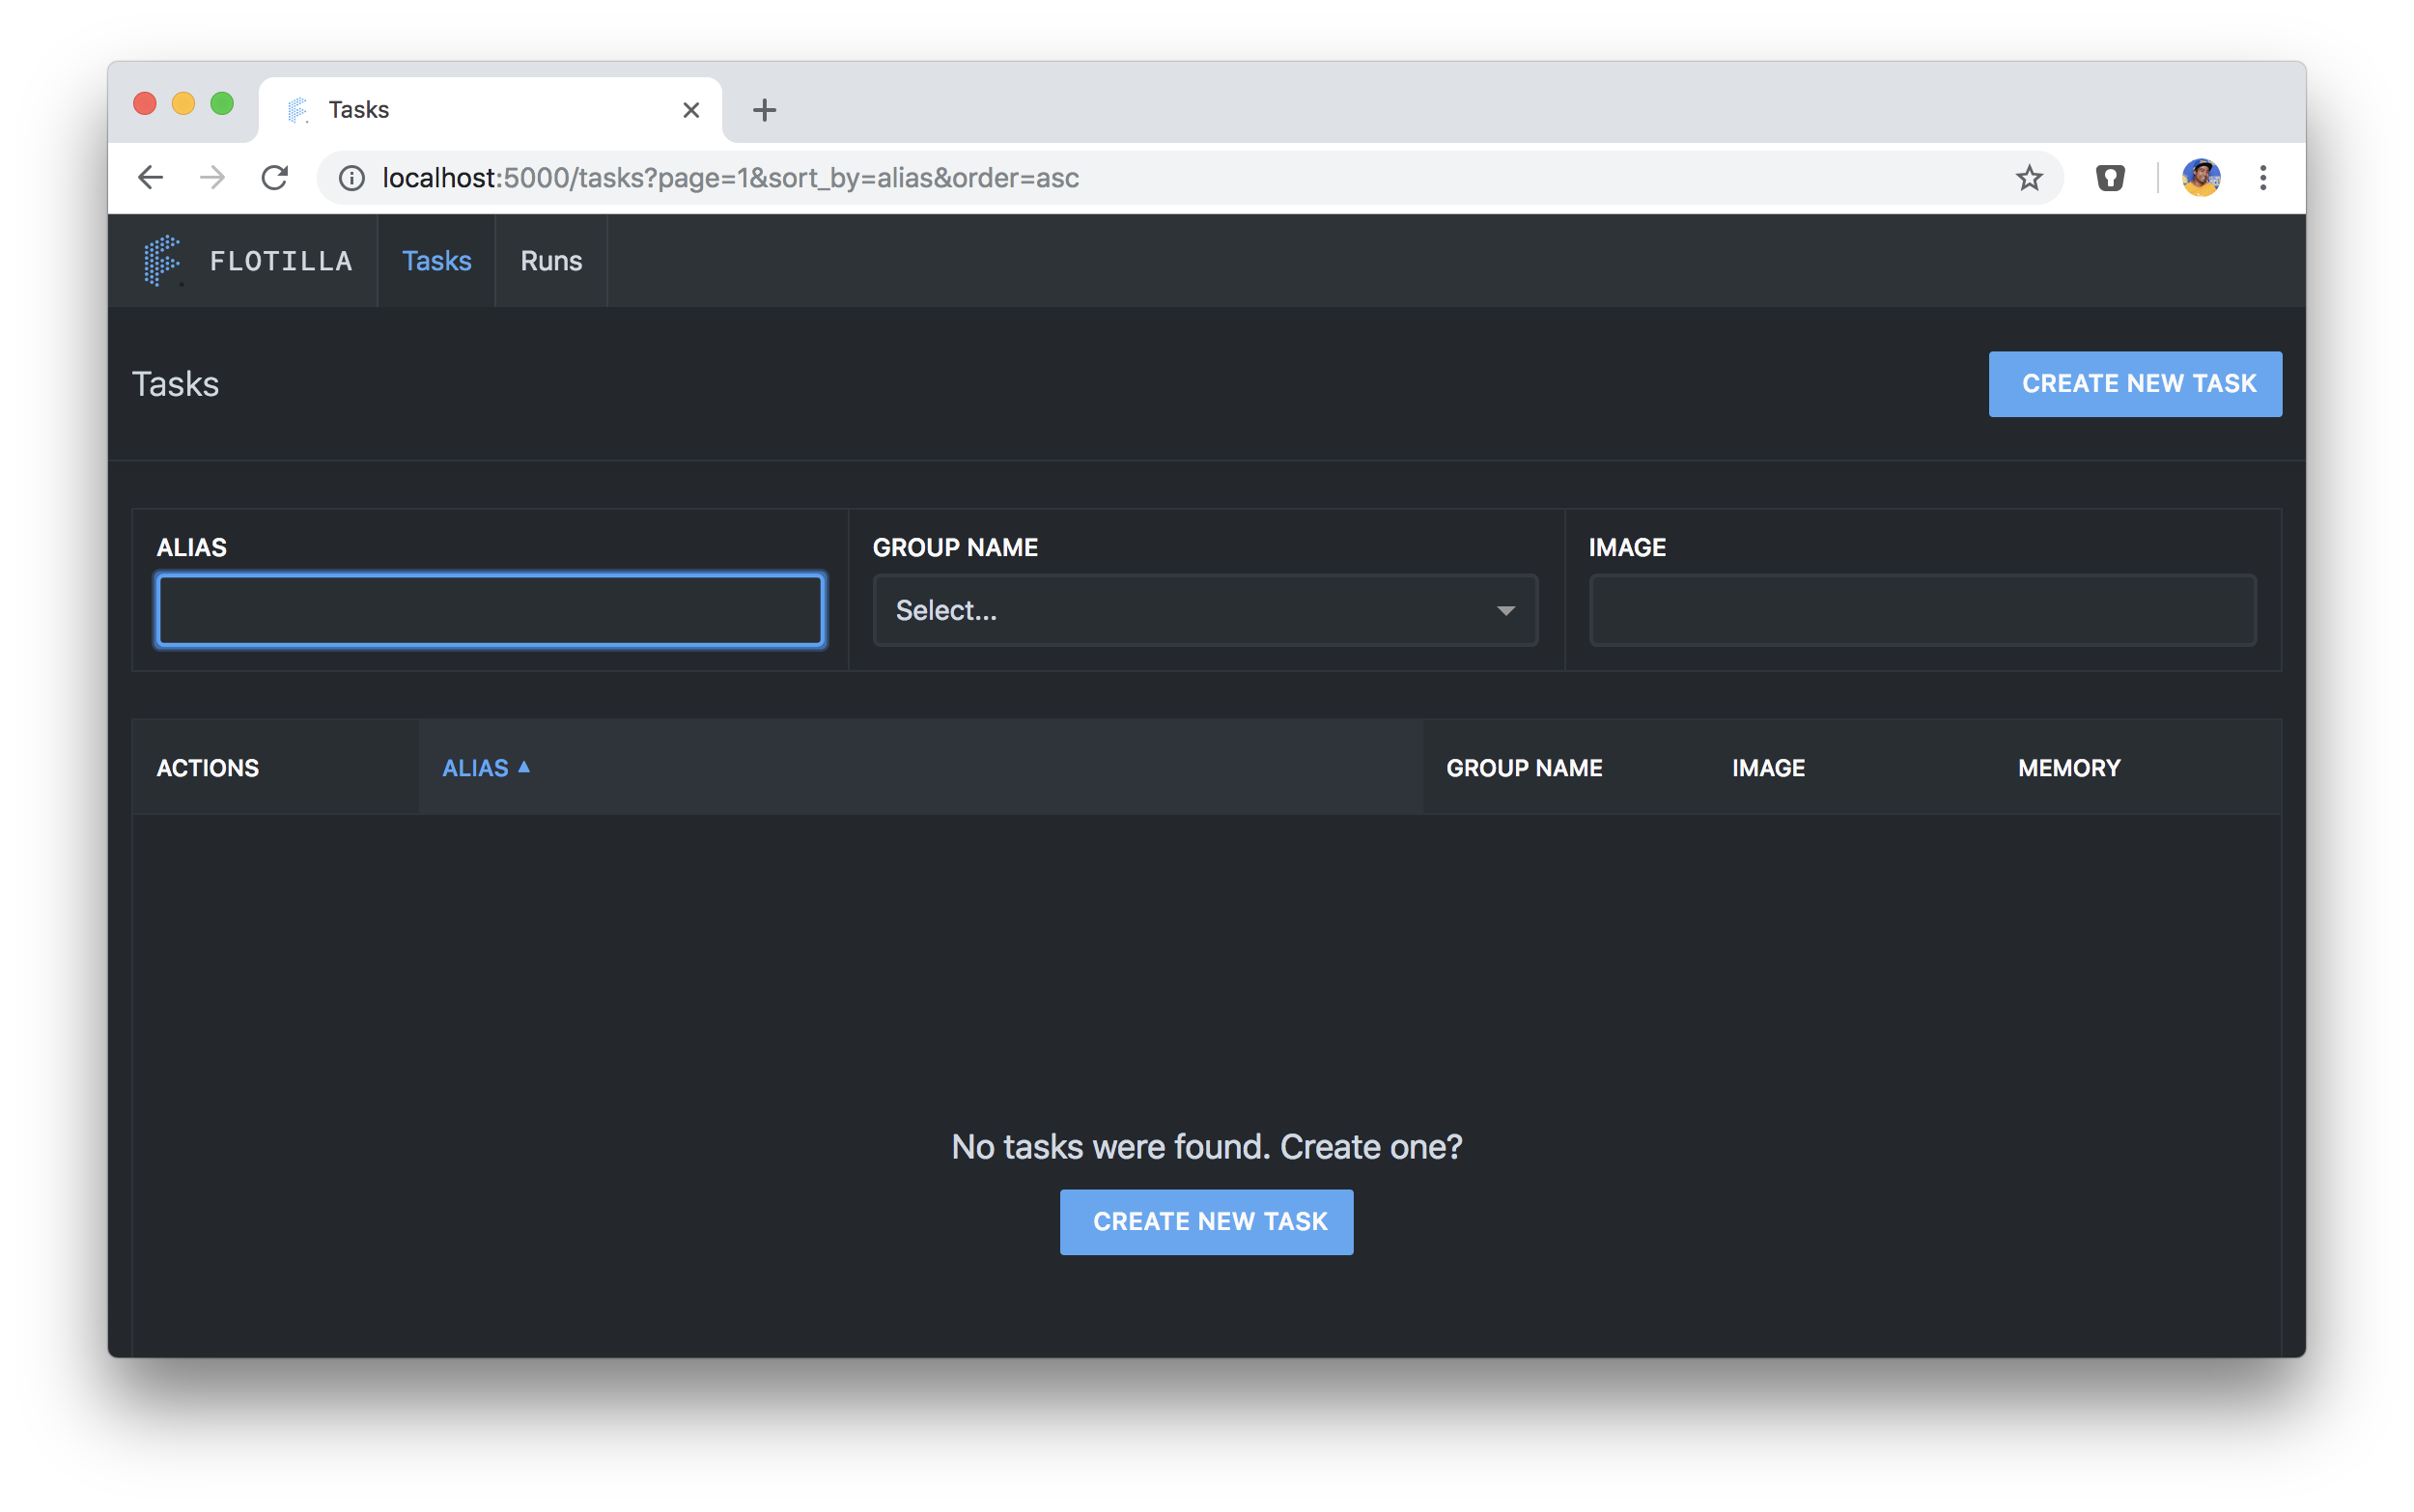 Tasks
localhost:5000/tasks?page=1&sort_by=alias&order=asc
FLOTILLA Tasks Runs
Tasks CREATE NEW TASK
ALIAS GROUP NAME IMAGE
Select...
ACTIONS ALIAS GROUP NAME IMAGE MEMORY
No tasks were found. Create one?
CREATE NEW TASK